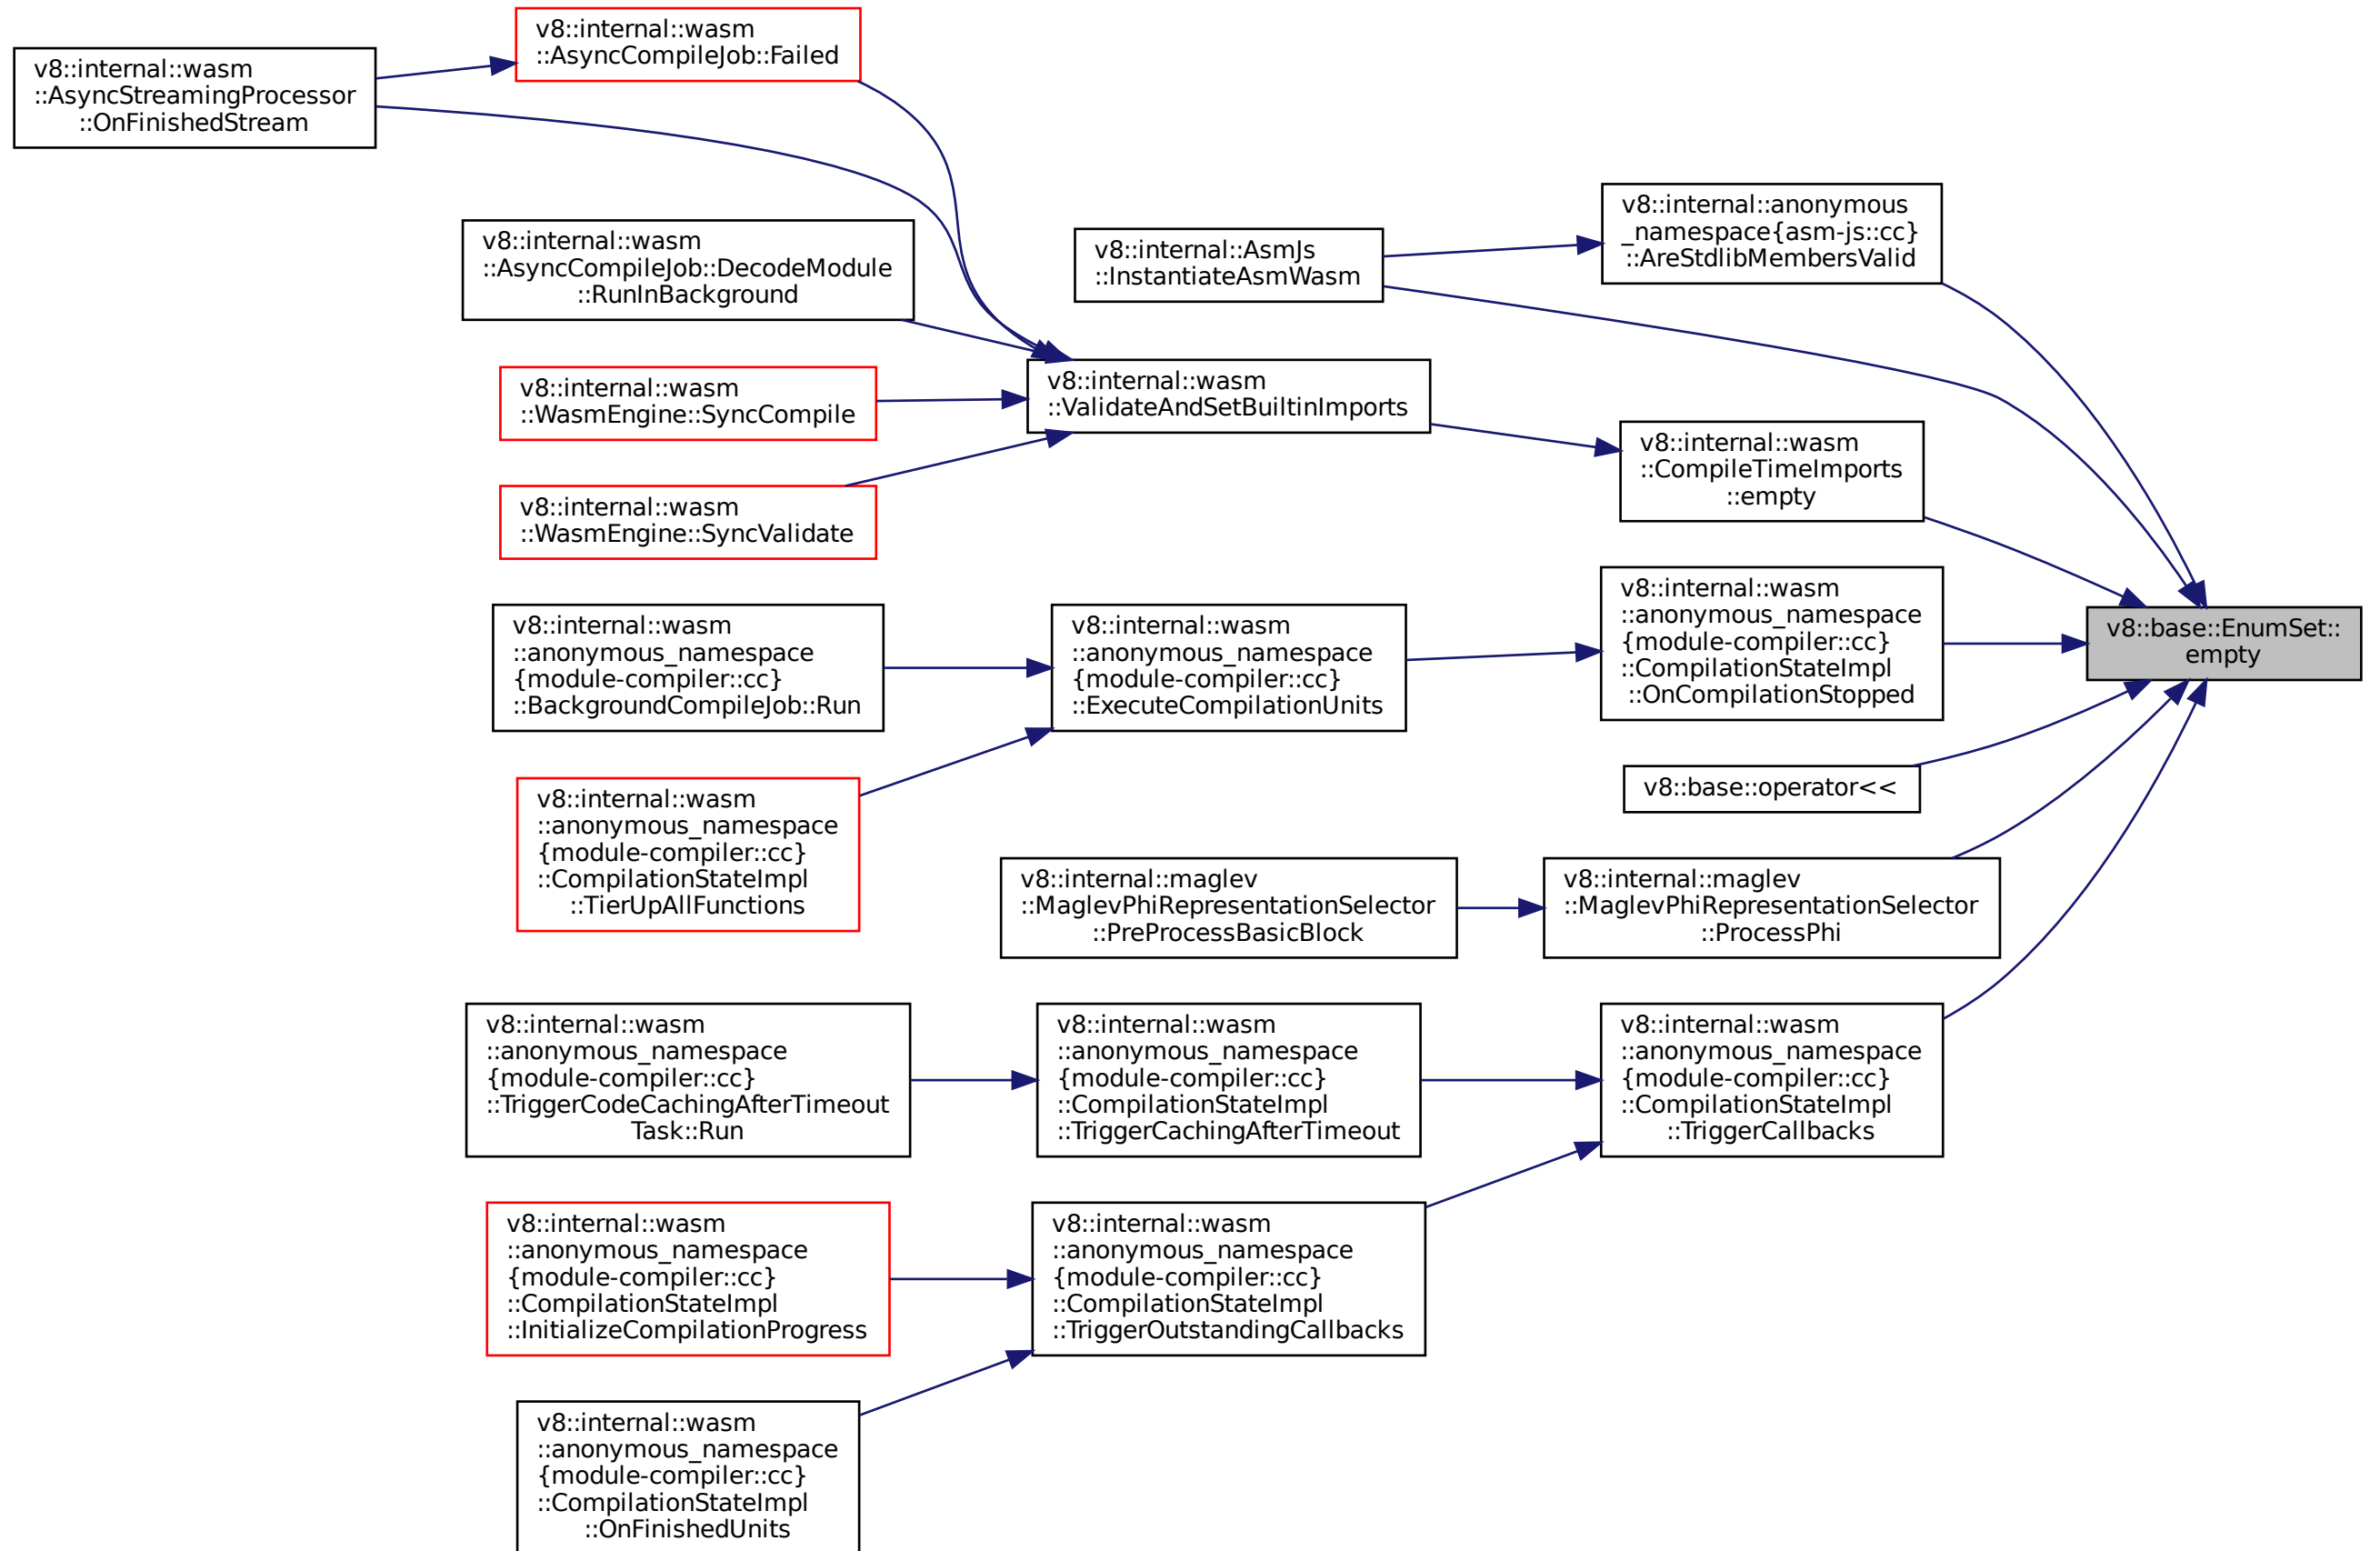 v8::internal::wasm
::AsyncCompileJob::Failed
v8::internal::wasm
::AsyncStreamingProcessor
::OnFinishedStream
v8::internal::anonymous
_namespace{asm-js::cc}
::AreStdlibMembersValid
v8::internal::wasm
::AsyncCompileJob::DecodeModule
::RunInBackground
v8::internal::AsmJs
::InstantiateAsmWasm
v8::internal::wasm
::WasmEngine::SyncCompile
v8::internal::wasm
::ValidateAndSetBuiltinImports
v8::internal::wasm
::CompileTimeImports
::empty
v8::internal::wasm
::WasmEngine::SyncValidate
v8::internal::wasm
::anonymous_namespace
{module-compiler::cc}
::BackgroundCompileJob::Run
v8::internal::wasm
::anonymous_namespace
{module-compiler::cc}
::ExecuteCompilationUnits
v8::internal::wasm
::anonymous_namespace
{module-compiler::cc}
::CompilationStateImpl
::OnCompilationStopped
v8::base::EnumSet::
empty
v8::base::operator<<
v8::internal::wasm
::anonymous_namespace
{module-compiler::cc}
::CompilationStateImpl
::TierUpAllFunctions
v8::internal::maglev
::MaglevPhiRepresentationSelector
::PreProcessBasicBlock
v8::internal::maglev
::MaglevPhiRepresentationSelector
::ProcessPhi
v8::internal::wasm
::anonymous_namespace
{module-compiler::cc}
::TriggerCodeCachingAfterTimeout
Task::Run
v8::internal::wasm
::anonymous_namespace
{module-compiler::cc}
::CompilationStateImpl
::TriggerCachingAfterTimeout
v8::internal::wasm
::anonymous_namespace
{module-compiler::cc}
::CompilationStateImpl
::TriggerCallbacks
v8::internal::wasm
::anonymous_namespace
{module-compiler::cc}
::CompilationStateImpl
::InitializeCompilationProgress
v8::internal::wasm
::anonymous_namespace
{module-compiler::cc}
::CompilationStateImpl
::TriggerOutstandingCallbacks
v8::internal::wasm
::anonymous_namespace
{module-compiler::cc}
::CompilationStateImpl
::OnFinishedUnits